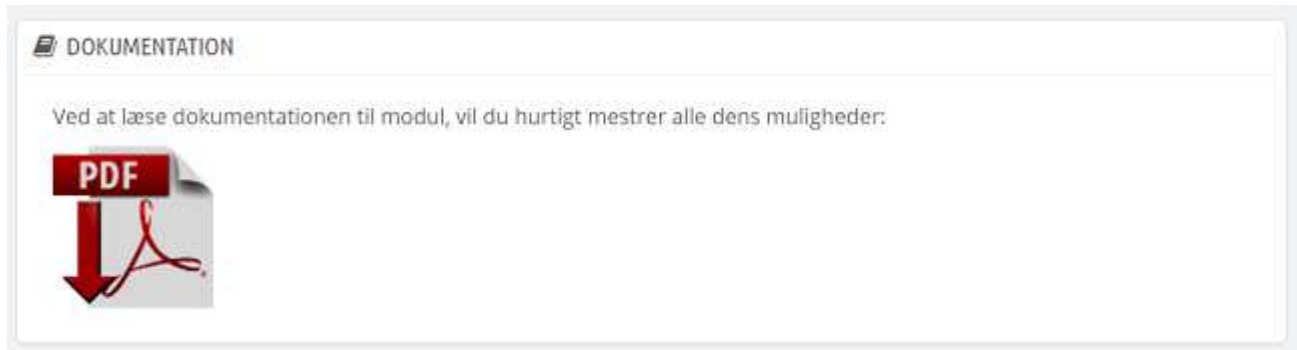 DOKUMENTATION
Ved at læse dokumentationen til modul, vil du hurtigt mestrer alle dens muligheder:
PDF